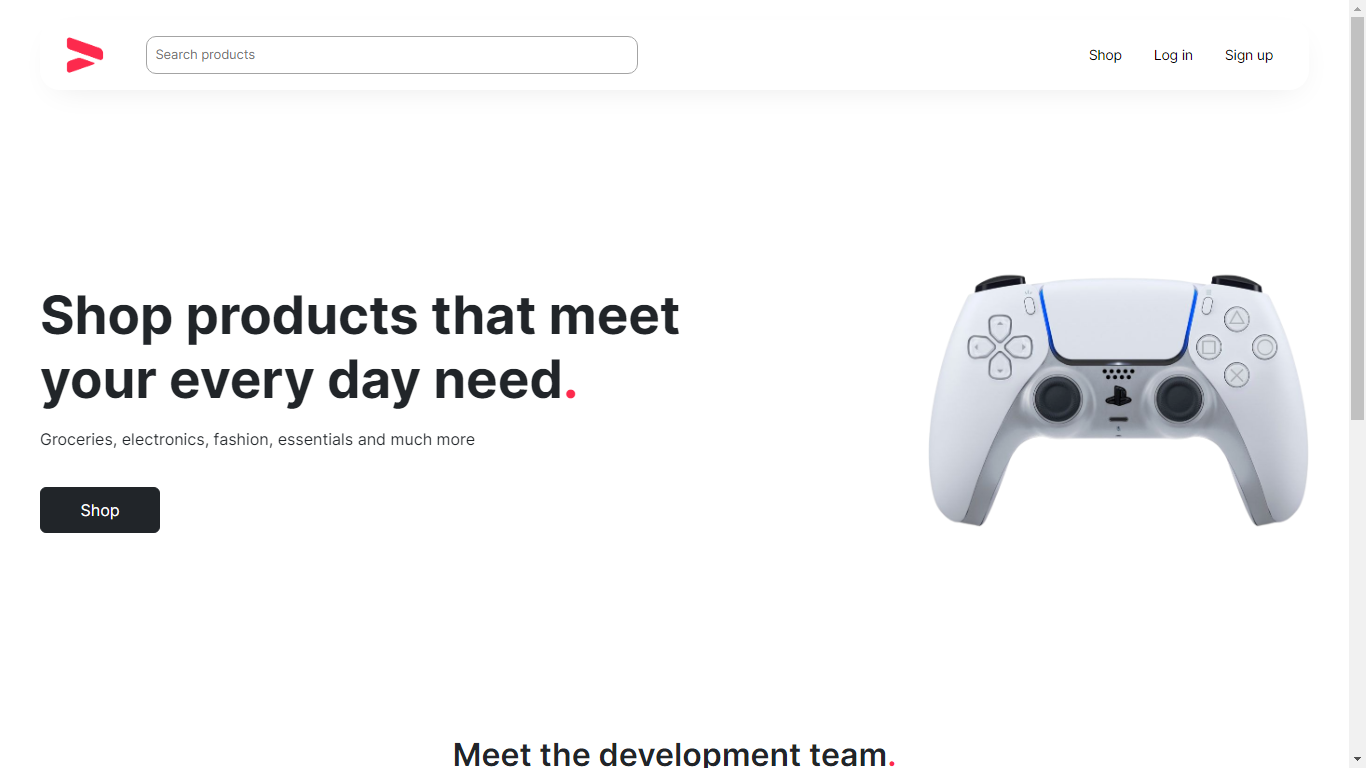 Search products
Shop
Log in
Sign up
Shop products that meet
your every day need.
Groceries, electronics, fashion, essentials and much more
Shop
Meet the development team.